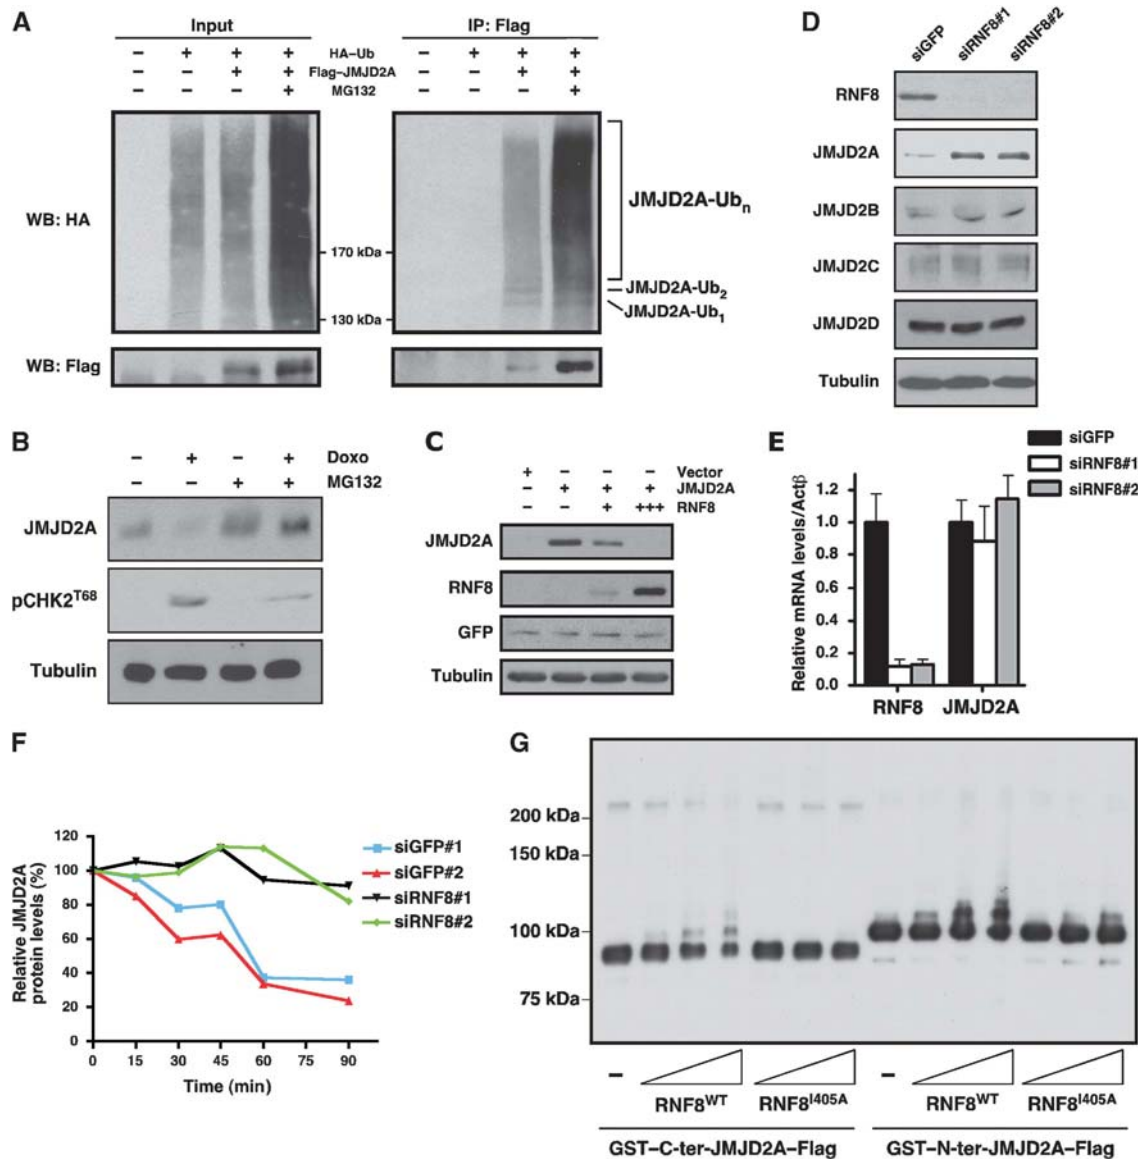 A
Input
IP: Flag
– + + + HA–Ub – + + +
– – + + Flag–JMJD2A – – + +
– – – + MG132 – – – +
WB: HA
170 kDa
130 kDa
JMJD2A-Ubn
JMJD2A-Ub2
JMJD2A-Ub1
WB: Flag
B
– + – + Doxo
– – + + MG132
JMJD2A
pCHK2T68
Tubulin
C
+ – – – Vector
– + + + JMJD2A
– – + +++ RNF8
JMJD2A
RNF8
GFP
Tubulin
D
siGFP siRNF8#1 siRNF8#2
RNF8
JMJD2A
JMJD2B
JMJD2C
JMJD2D
Tubulin
E
siGFP
siRNF8#1
siRNF8#2
Relative mRNA levels/Actβ
1.2
1.0
0.8
0.6
0.4
0.2
0.0
RNF8 JMJD2A
F
Relative JMJD2A
protein levels (%)
120
100
80
60
40
20
0
0 15 30 45 60 75 90
Time (min)
siGFP#1
siGFP#2
siRNF8#1
siRNF8#2
G
200 kDa
150 kDa
100 kDa
75 kDa
– –
RNF8WT RNF8I405A RNF8WT RNF8I405A
GST–C-ter-JMJD2A–Flag GST–N-ter-JMJD2A–Flag